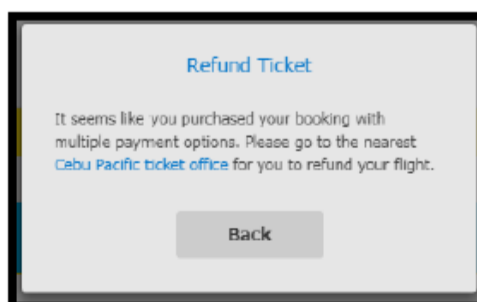 Refund Ticket
It seems like you purchased your booking with
multiple payment options. Please go to the nearest
Cebu Pacific ticket office for you to refund your flight.
Back